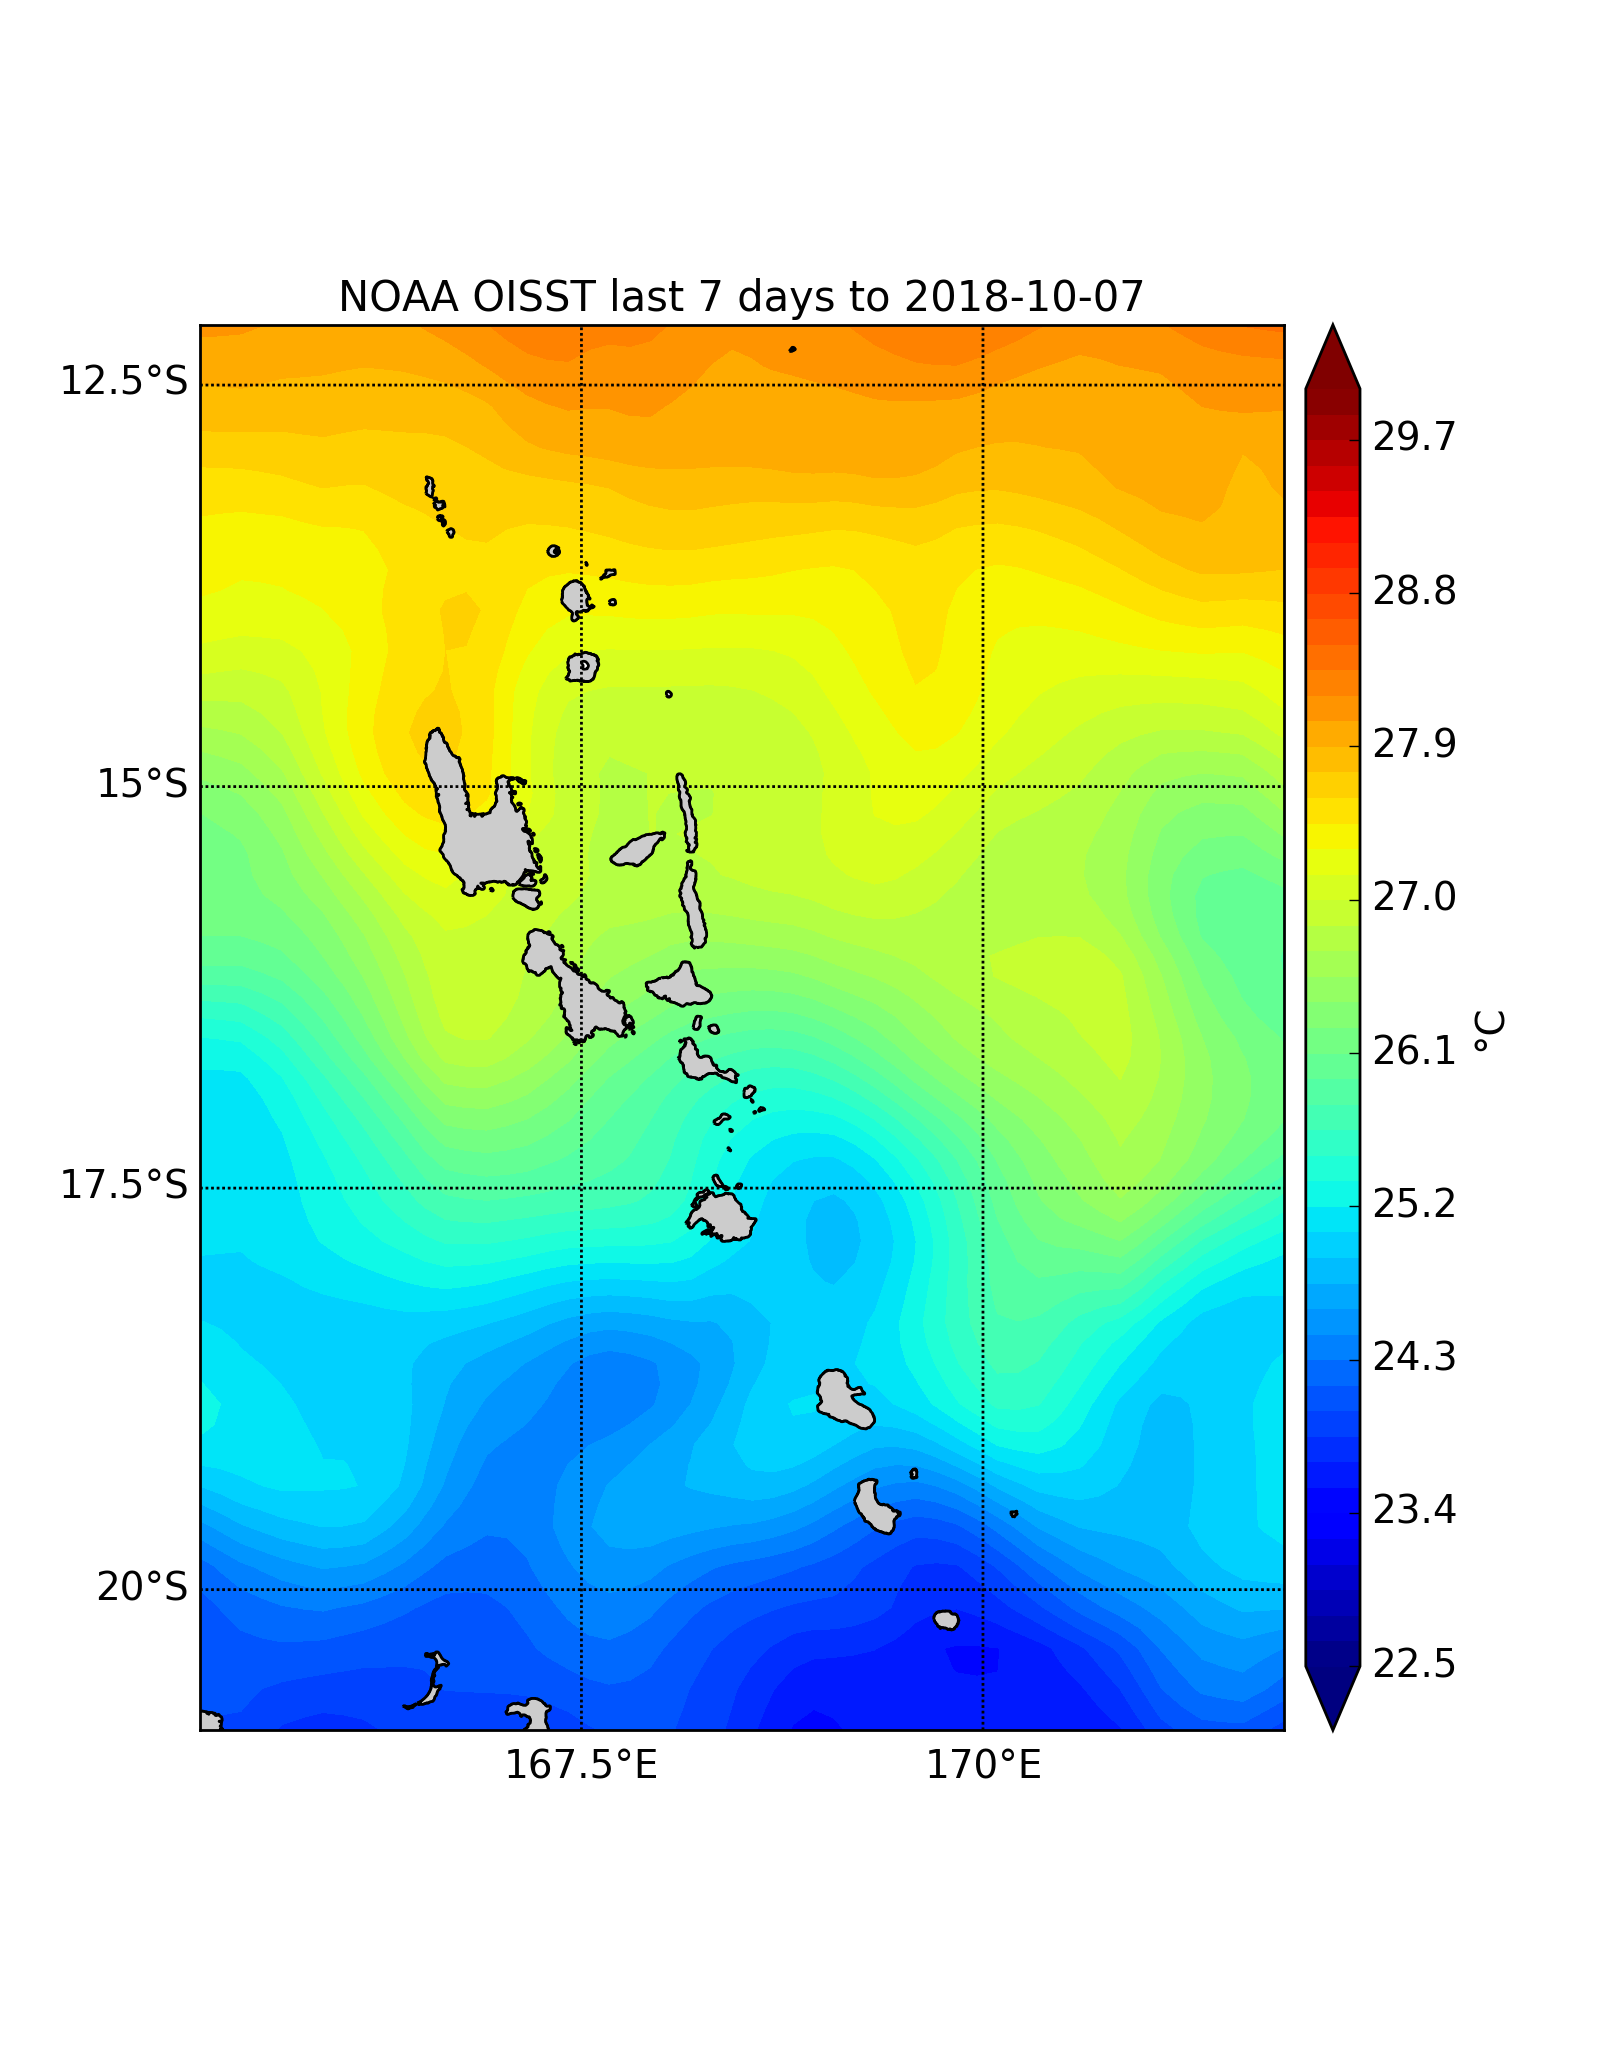 NOAA OISST last 7 days to 2018-10-07
12.5°S
15°S
17.5°S
20°S
167.5°E
170°E
29.7
28.8
27.9
27.0
26.1
25.2
24.3
23.4
22.5
°C